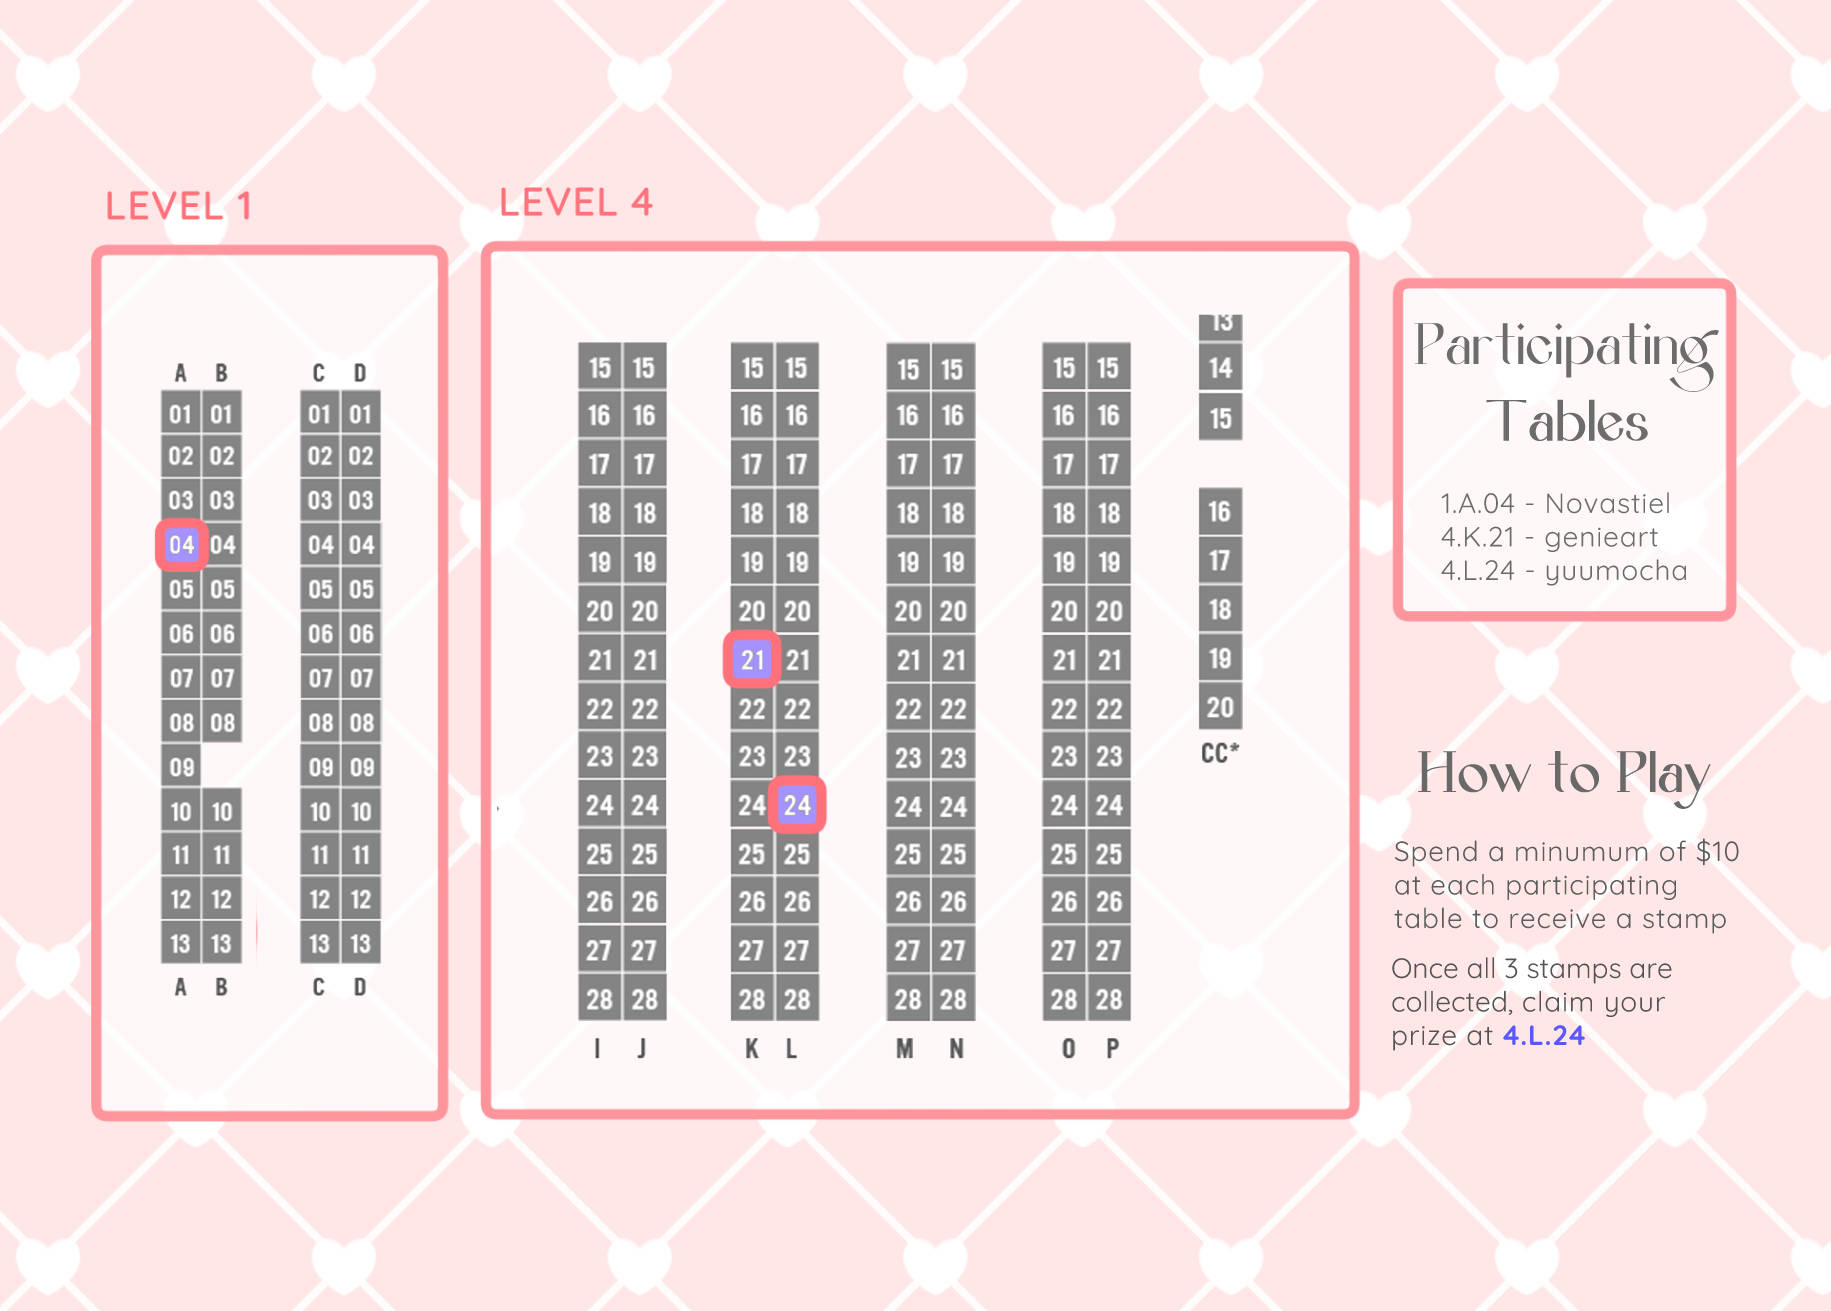 LEVEL 1
A B C D
01 01 01 01
02 02 02 02
03 03 03 03
04 04 04 04
05 05 05 05
06 06 06 06
07 07 07 07
08 08 08 08
09 09 09
10 10 10 10
11 11 11 11
12 12 12 12
13 13 13 13
A B C D
LEVEL 4
13
15 15 15 15 15 15 15 15 14
16 16 16 16 16 16 16 16 15
17 17 17 17 17 17 17 17
18 18 18 18 18 18 18 18 16
19 19 19 19 19 19 19 19 17
20 20 20 20 20 20 20 20 18
21 21 21 21 21 21 21 21 19
22 22 22 22 22 22 22 22 20
23 23 23 23 23 23 23 23 CC*
24 24 24 24 24 24 24 24
25 25 25 25 25 25 25 25
26 26 26 26 26 26 26 26
27 27 27 27 27 27 27 27
28 28 28 28 28 28 28 28
I J K L M N O P
Participating
Tables
1.A.04 - Novastiel
4.K.21 - genieart
4.L.24 - yuumocha
How to Play
Spend a minumum of $10
at each participating
table to receive a stamp
Once all 3 stamps are
collected, claim your
prize at 4.L.24